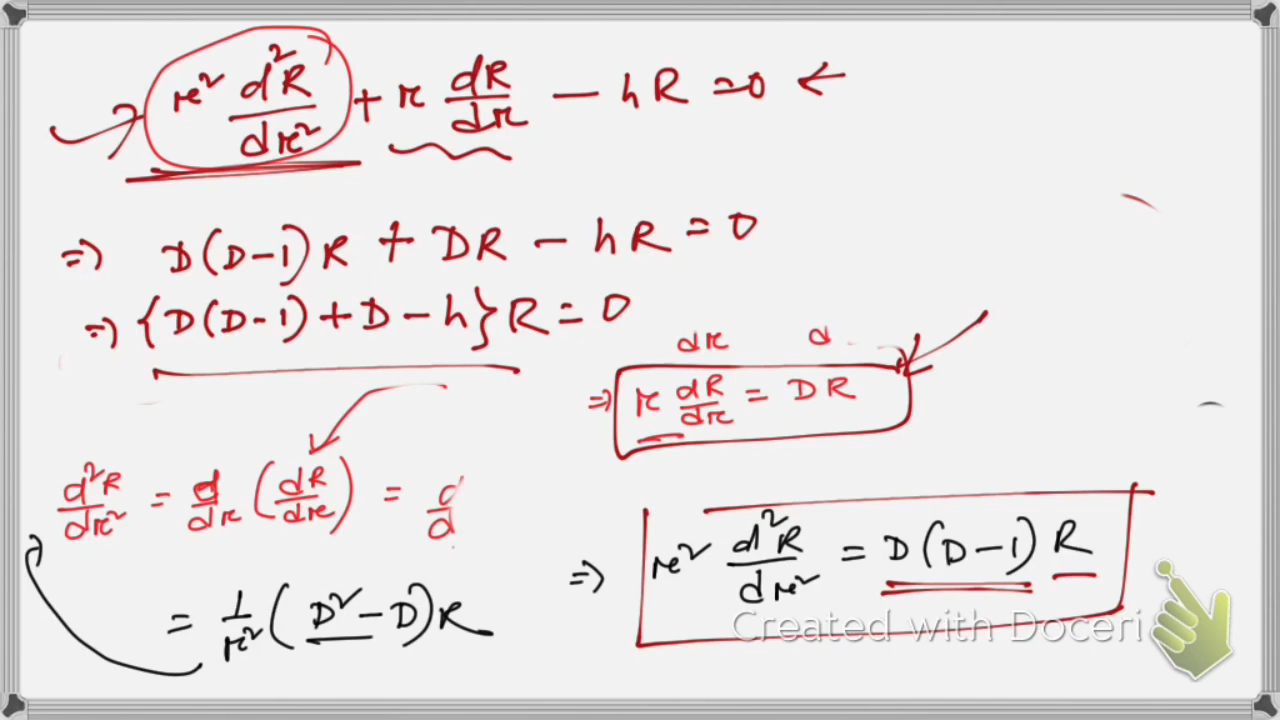 r² d²R/dr² + r dR/dr − hR = 0 ←
⇒ D(D−1)R + DR − hR = 0
⇒ {D(D−1) + D − h}R = 0
dr d
⇒ r dR/dr = DR
d²R/dr² = d/dr (dR/dr) = d/d
⇒ r² d²R/dr² = D(D−1)R
= 1/r² (D² − D)R
Created with Doceri